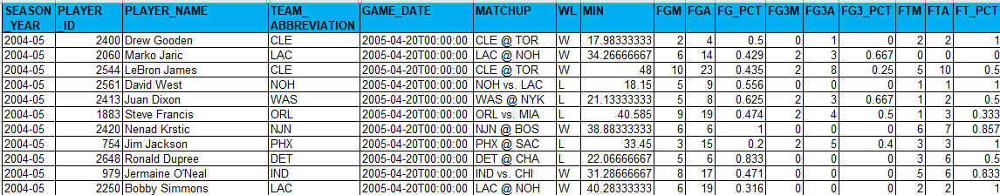 SEASON_YEAR PLAYER_ID PLAYER_NAME TEAM_ABBREVIATION GAME_DATE MATCHUP WL MIN FGM FGA FG_PCT FG3M FG3A FG3_PCT FTM FTA FT_PCT
2004-05 2400 Drew Gooden CLE 2005-04-20T00:00:00 CLE @ TOR W 17.98333333 2 4 0.5 0 1 0 2 2 1
2004-05 2060 Marko Jaric LAC 2005-04-20T00:00:00 LAC @ NOH W 34.26666667 6 14 0.429 2 3 0.667 0 0 0
2004-05 2544 LeBron James CLE 2005-04-20T00:00:00 CLE @ TOR W 48 10 23 0.435 2 8 0.25 5 10 0.5
2004-05 2561 David West NOH 2005-04-20T00:00:00 NOH vs. LAC L 18.15 5 9 0.556 0 0 0 1 1 1
2004-05 2413 Juan Dixon WAS 2005-04-20T00:00:00 WAS @ NYK L 21.13333333 5 8 0.625 2 3 0.667 1 2 0.5
2004-05 1883 Steve Francis ORL 2005-04-20T00:00:00 ORL vs. MIA L 40.585 9 19 0.474 2 4 0.5 1 3 0.333
2004-05 2420 Nenad Krstic NJN 2005-04-20T00:00:00 NJN @ BOS W 38.88333333 6 6 1 0 0 0 6 7 0.857
2004-05 754 Jim Jackson PHX 2005-04-20T00:00:00 PHX @ SAC L 33.45 3 15 0.2 2 5 0.4 3 3 1
2004-05 2648 Ronald Dupree DET 2005-04-20T00:00:00 DET @ CHA L 22.06666667 5 6 0.833 0 0 0 3 6 0.5
2004-05 979 Jermaine O'Neal IND 2005-04-20T00:00:00 IND vs. CHI L 31.28666667 8 17 0.471 0 0 0 5 6 0.833
2004-05 2250 Bobby Simmons LAC 2005-04-20T00:00:00 LAC @ NOH W 40.28333333 6 19 0.316 0 0 0 2 2 1